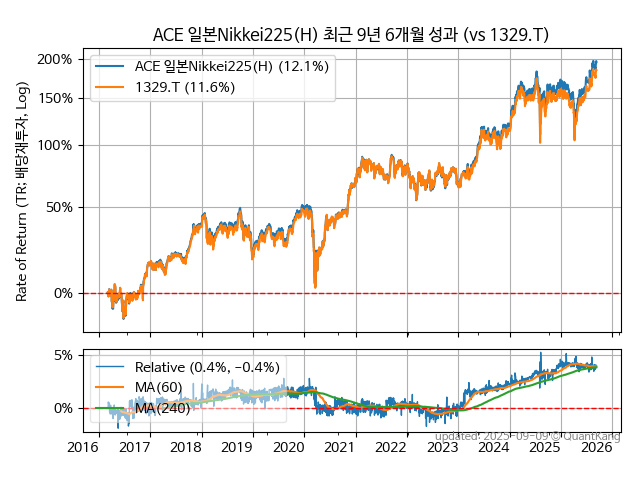 ACE 일본Nikkei225(H) 최근 9년 6개월 성과 (vs 1329.T)
Rate of Return (TR: 배당재투자, Log)
200%
150%
100%
50%
0%
ACE 일본Nikkei225(H) (12.1%)
1329.T (11.6%)
5%
0%
Relative (0.4%, −0.4%)
MA(60)
MA(240)
updated: 2025-09-09 © QuantKang
2016 2017 2018 2019 2020 2021 2022 2023 2024 2025 2026